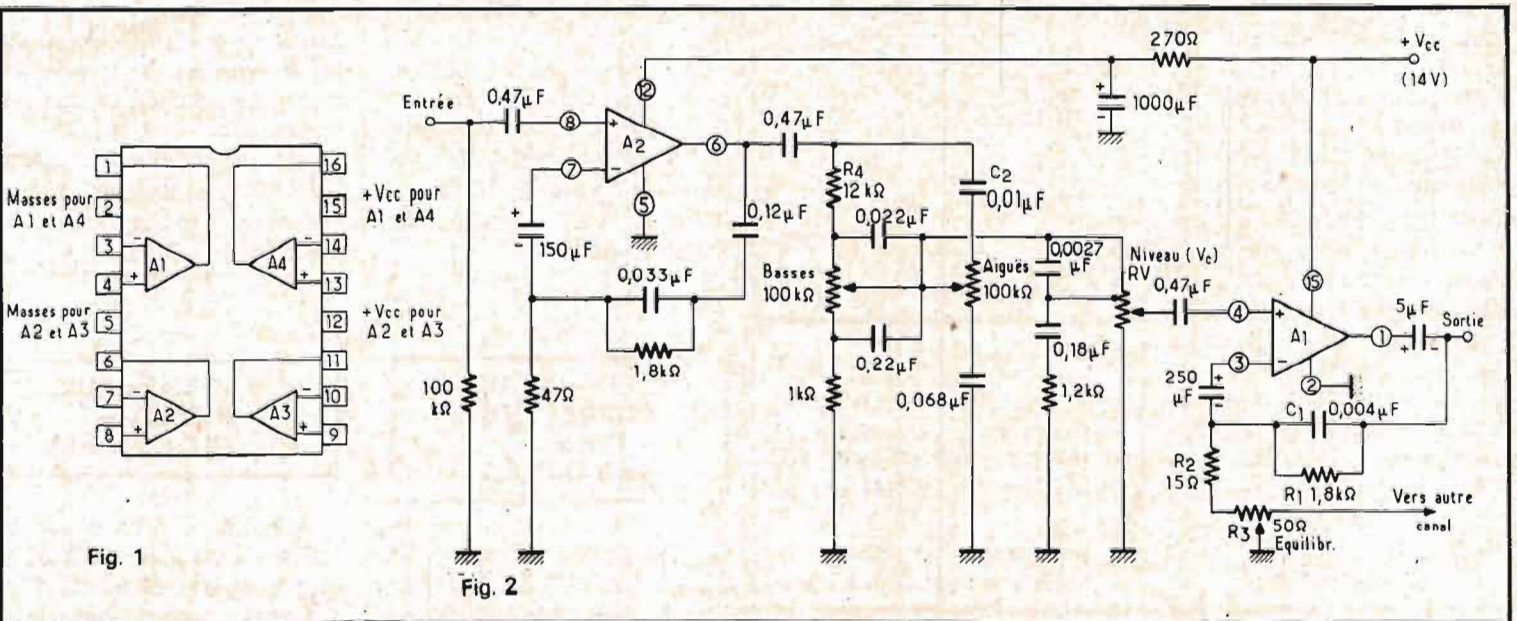 1
16
Masses pour
A1 et A4
2
15
+Vcc pour
A1 et A4
3
-
A1
+
4
14
-
A4
+
13
Masses pour
A2 et A3
5
12
+Vcc pour
A2 et A3
6
11
7
-
A2
+
8
10
-
A3
+
9
Fig. 1
Entrée
0,47µF
8
+
A2
7
-
12
6
5
150µF
0,033µF
1,8kΩ
0,12µF
100
kΩ
47Ω
Fig. 2
0,47µF
R4
12kΩ
C2
0,01µF
0,022µF
Basses
100kΩ
0,22µF
Aiguës
100kΩ
1kΩ
0,068µF
0,0027
µF
0,18µF
1,2kΩ
Niveau (Vc)
RV
0,47µF
270Ω
+
1000µF
-
+ Vcc
(14V)
15
4
+
A1
3
-
1
2
5µF
+
-
Sortie
250
µF
+
-
C1
0,004µF
R2
15Ω
R1 1,8kΩ
R3
50Ω
Equilibr.
Vers autre
canal